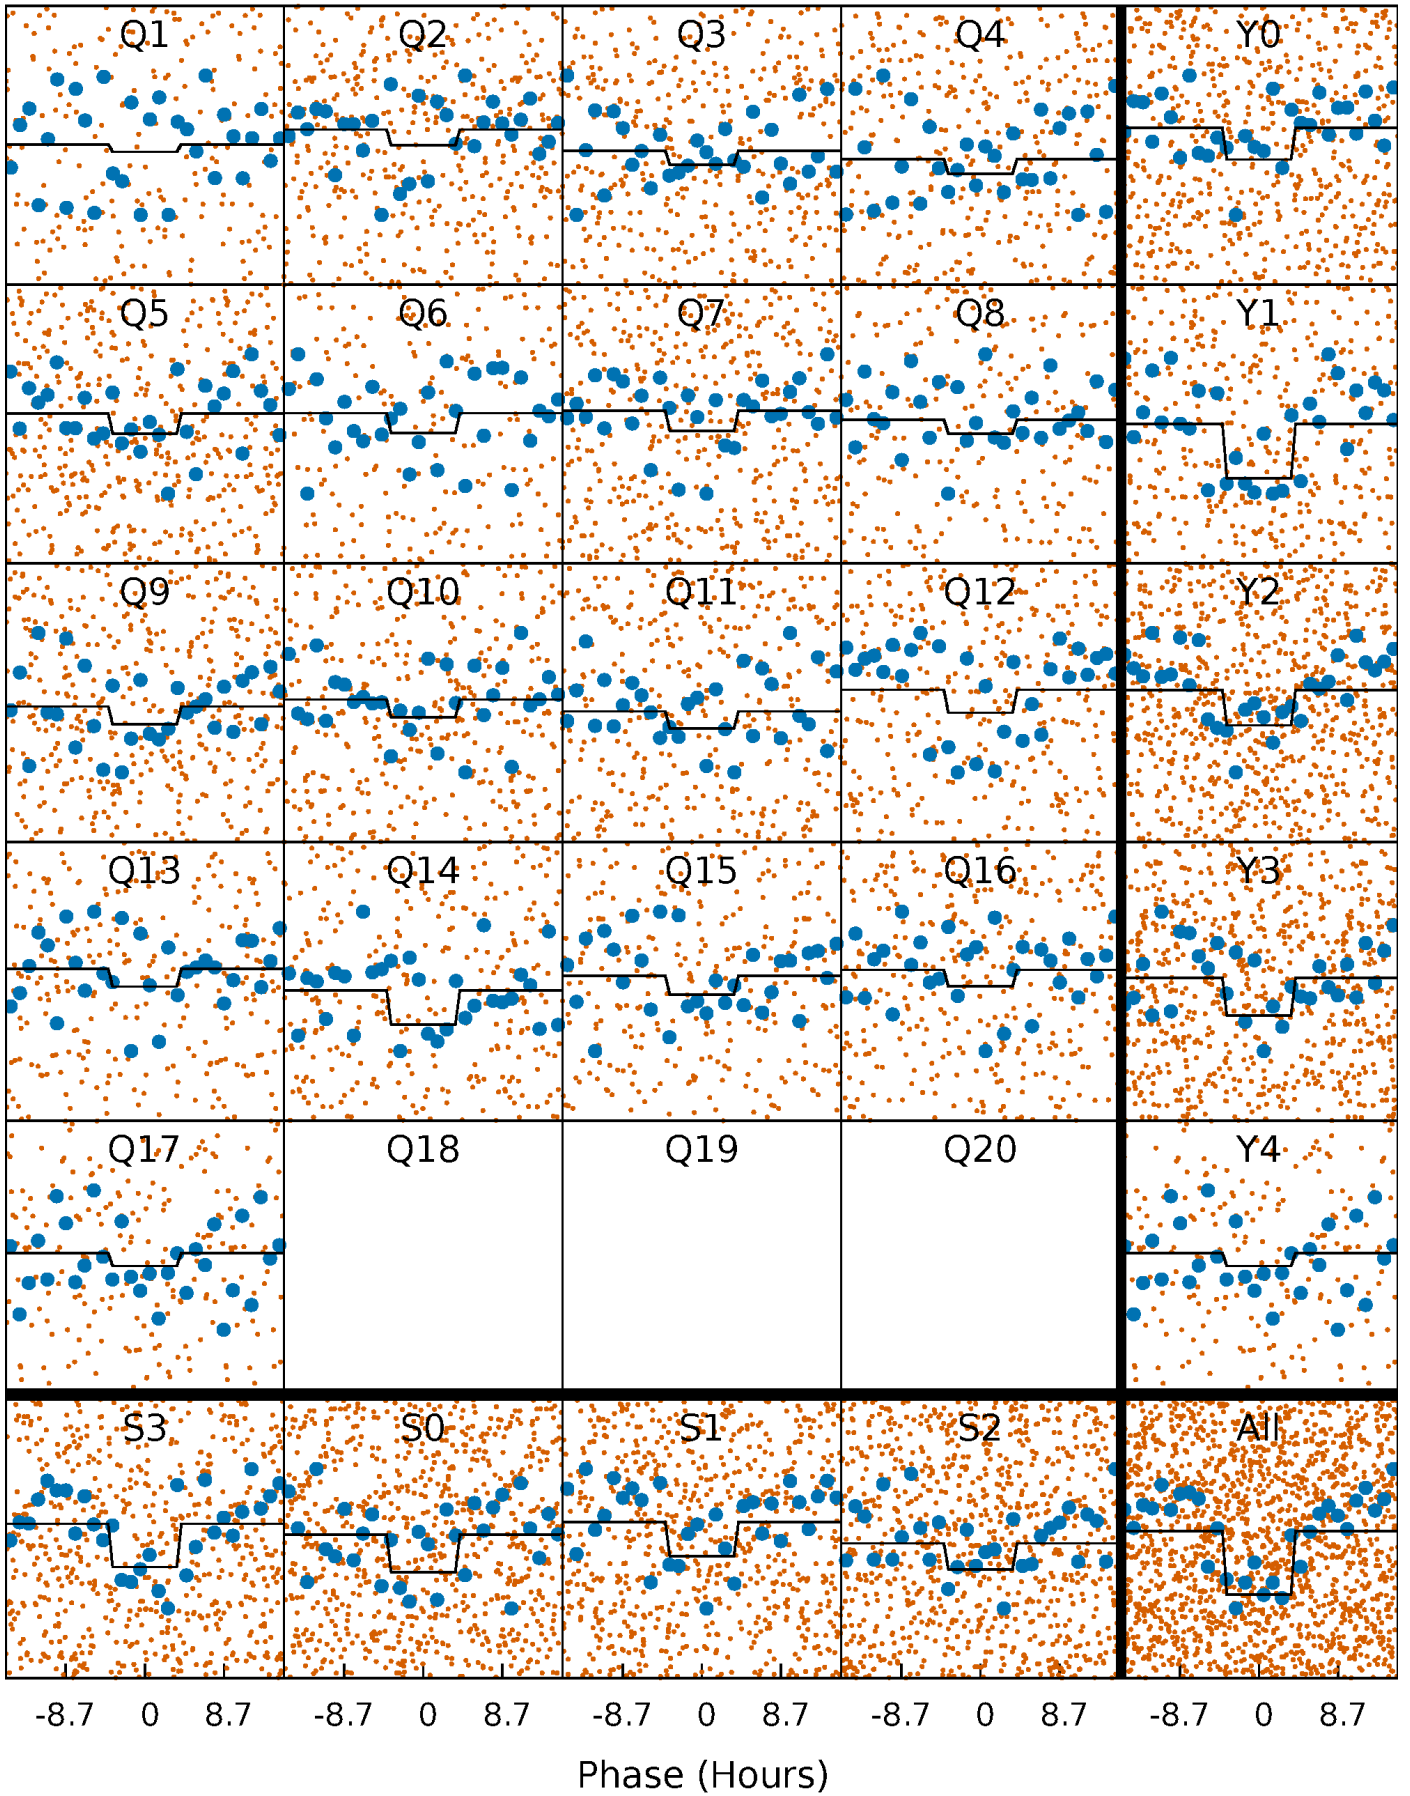 Q1 Q2 Q3 Q4 Y0
Q5 Q6 Q7 Q8 Y1
Q9 Q10 Q11 Q12 Y2
Q13 Q14 Q15 Q16 Y3
Q17 Q18 Q19 Q20 Y4
S3 S0 S1 S2 All
-8.7 0 8.7 -8.7 0 8.7 -8.7 0 8.7 -8.7 0 8.7 -8.7 0 8.7
Phase (Hours)